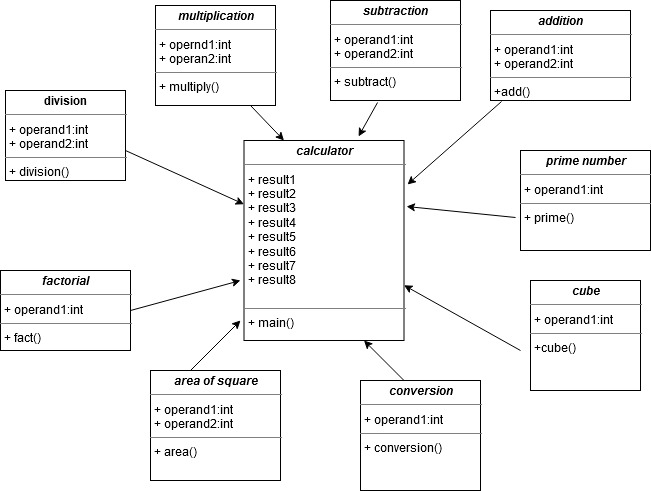 multiplication
+ opernd1:int
+ operan2:int
+ multiply()
subtraction
+ operand1:int
+ operand2:int
+ subtract()
addition
+ operand1:int
+ operand2:int
+add()
division
+ operand1:int
+ operand2:int
+ division()
calculator
+ result1
+ result2
+ result3
+ result4
+ result5
+ result6
+ result7
+ result8
+ main()
prime number
+ operand1:int
+ prime()
factorial
+ operand1:int
+ fact()
cube
+ operand1:int
+cube()
area of square
+ operand1:int
+ operand2:int
+ area()
conversion
+ operand1:int
+ conversion()